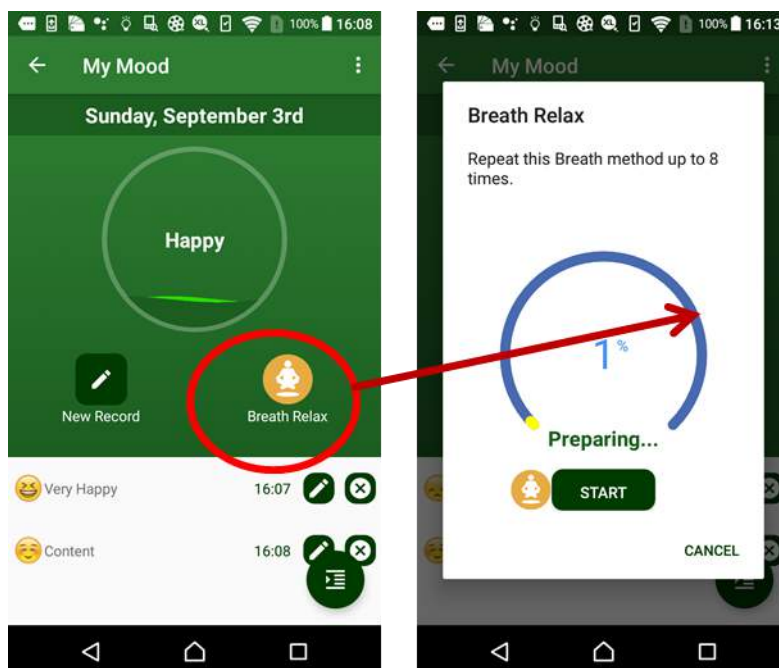 100% 16:08
My Mood
Sunday, September 3rd
Happy
New Record
Breath Relax
Very Happy 16:07
Content 16:08
100% 16:13
My Mood
Breath Relax
Repeat this Breath method up to 8
times.
1 %
Preparing...
START
CANCEL